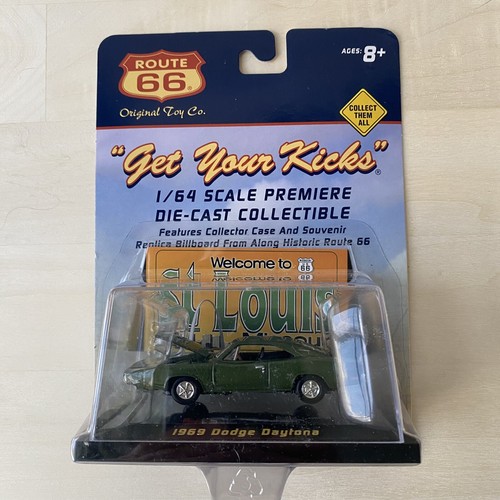 ROUTE
66
Original Toy Co.
AGES: 8+
COLLECT
THEM
ALL
"Get Your Kicks"®
1/64 SCALE PREMIERE
DIE-CAST COLLECTIBLE
Features Collector Case And Souvenir
Replica Billboard From Along Historic Route 66
Welcome to
66
St Louis
1969 Dodge Daytona